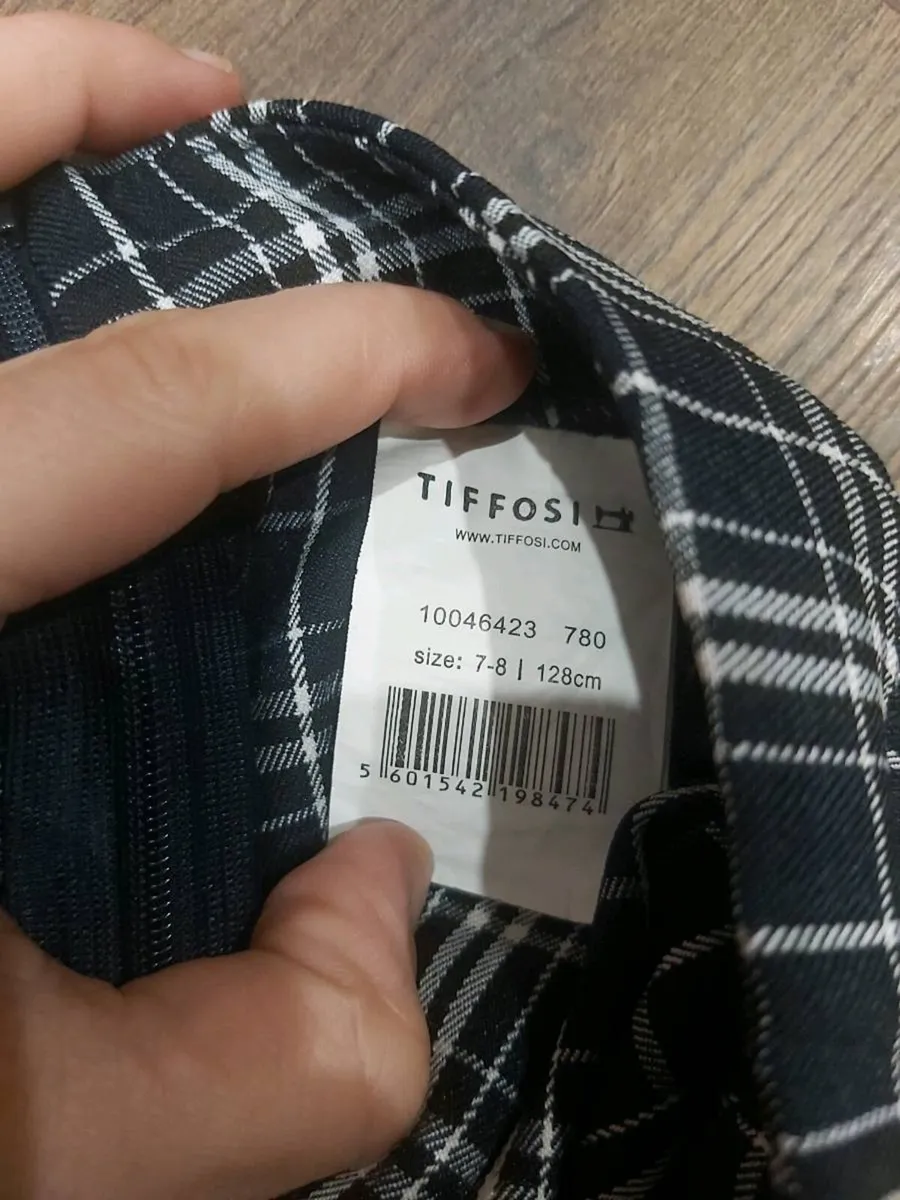 TIFFOSI
WWW.TIFFOSI.COM
10046423 780
size: 7-8 | 128cm
5 601542 198474